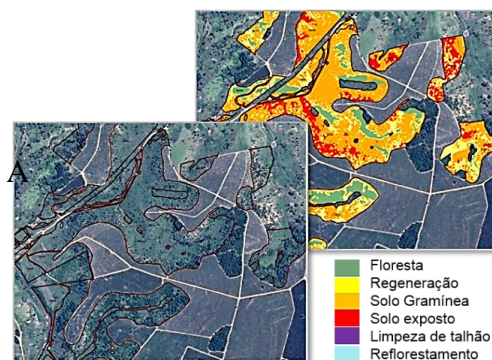 A
Floresta
Regeneração
Solo Gramínea
Solo exposto
Limpeza de talhão
Reflorestamento